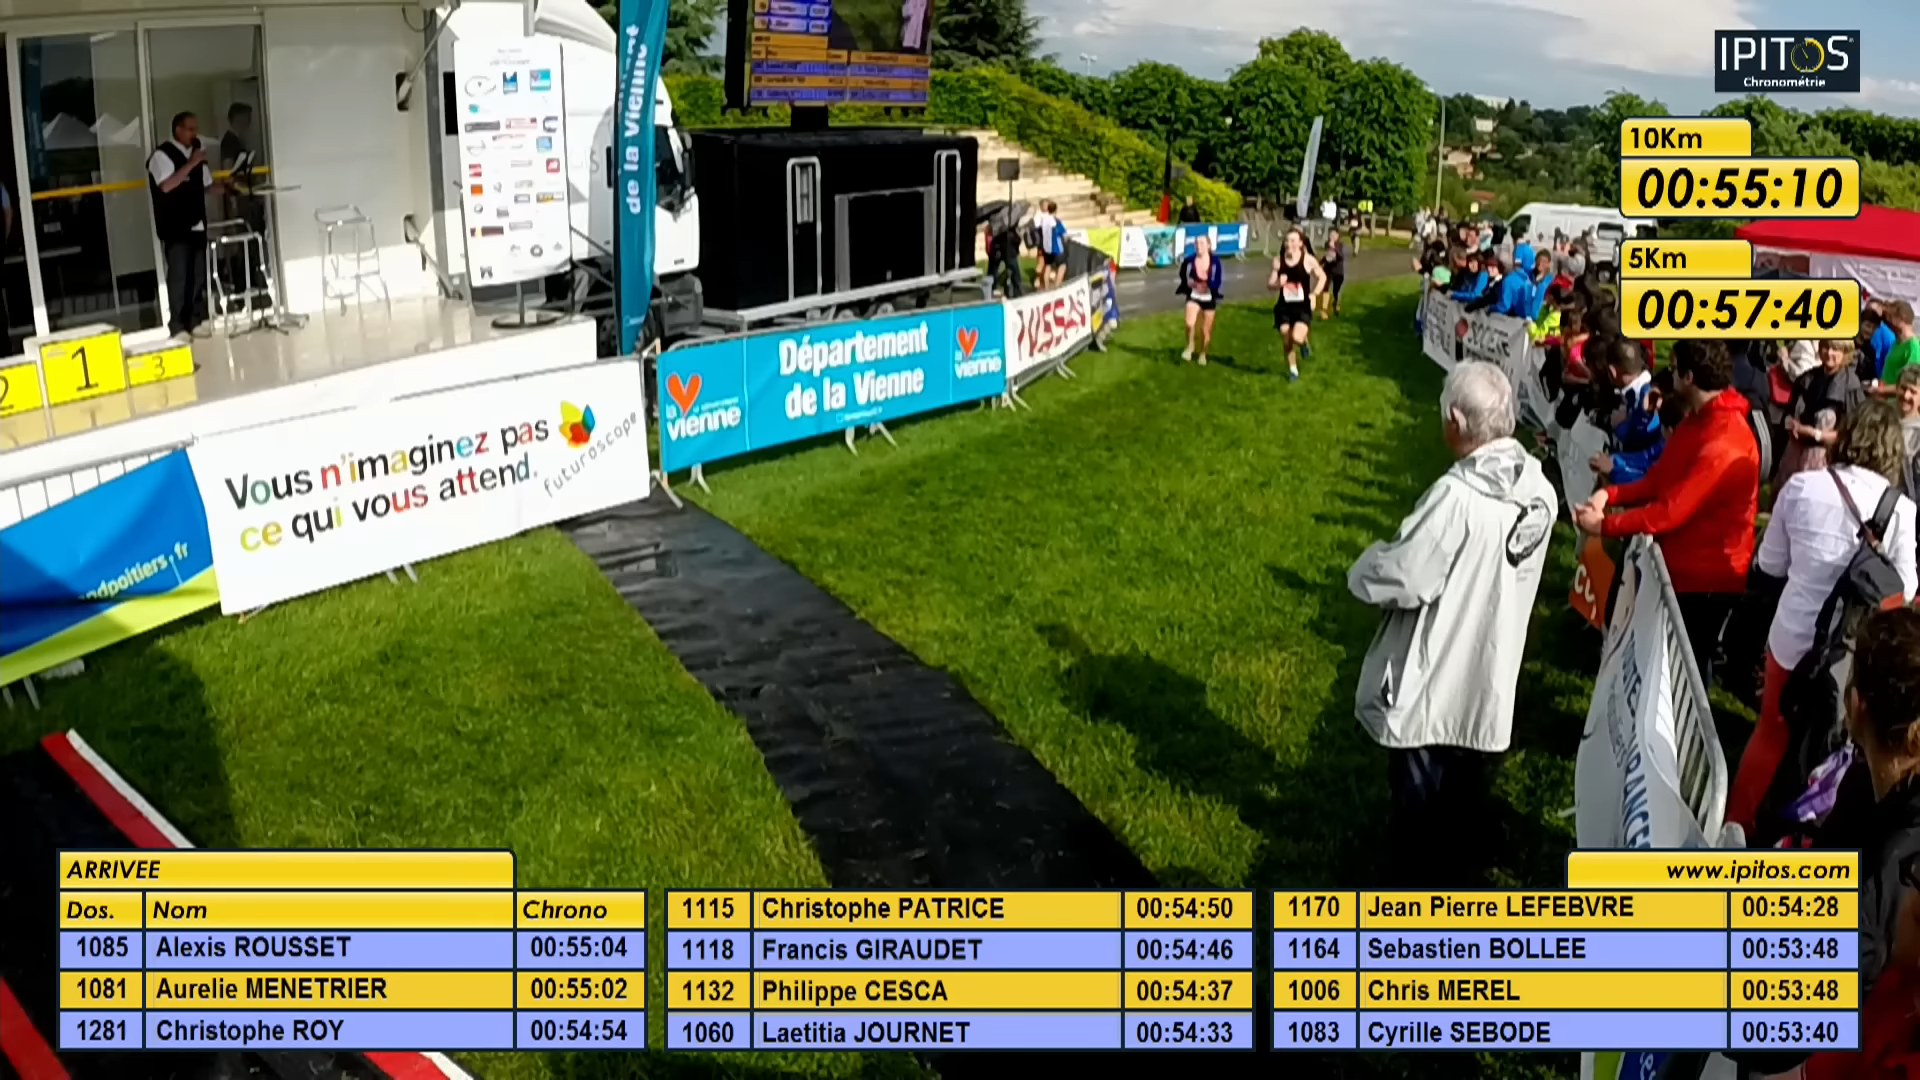 IPITOS
Chronométrie
10Km
00:55:10
5Km
00:57:40
de la Vienne
1
2
3
Vous n'imaginez pas
ce qui vous attend.
futuroscope
la vienne
Département
de la Vienne
la vienne
ndpoitiers.fr
ARRIVEE
www.ipitos.com
Dos. Nom Chrono
1085 Alexis ROUSSET 00:55:04
1081 Aurelie MENETRIER 00:55:02
1281 Christophe ROY 00:54:54
1115 Christophe PATRICE 00:54:50
1118 Francis GIRAUDET 00:54:46
1132 Philippe CESCA 00:54:37
1060 Laetitia JOURNET 00:54:33
1170 Jean Pierre LEFEBVRE 00:54:28
1164 Sebastien BOLLEE 00:53:48
1006 Chris MEREL 00:53:48
1083 Cyrille SEBODE 00:53:40